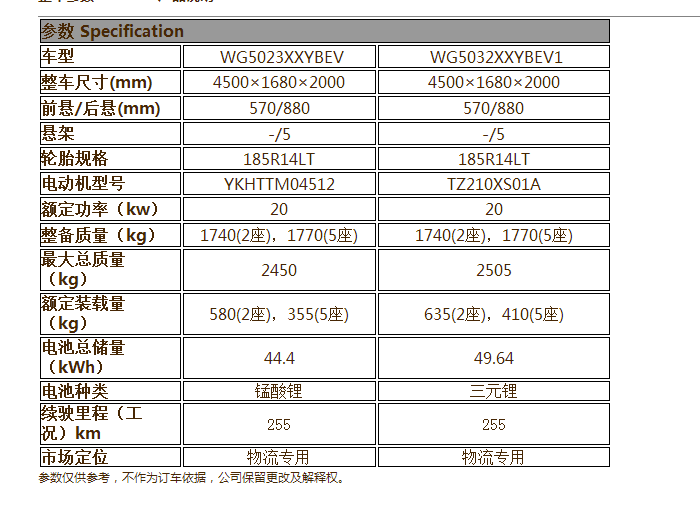 参数 Specification
车型 WG5023XXYBEV WG5032XXYBEV1
整车尺寸(mm) 4500×1680×2000 4500×1680×2000
前悬/后悬(mm) 570/880 570/880
悬架 -/5 -/5
轮胎规格 185R14LT 185R14LT
电动机型号 YKHTTM04512 TZ210XS01A
额定功率（kw） 20 20
整备质量（kg） 1740(2座)，1770(5座) 1740(2座)，1770(5座)
最大总质量
（kg） 2450 2505
额定装载量
（kg） 580(2座)，355(5座) 635(2座)，410(5座)
电池总储量
（kWh） 44.4 49.64
电池种类 锰酸锂 三元锂
续驶里程（工
况）km 255 255
市场定位 物流专用 物流专用
参数仅供参考，不作为订车依据，公司保留更改及解释权。